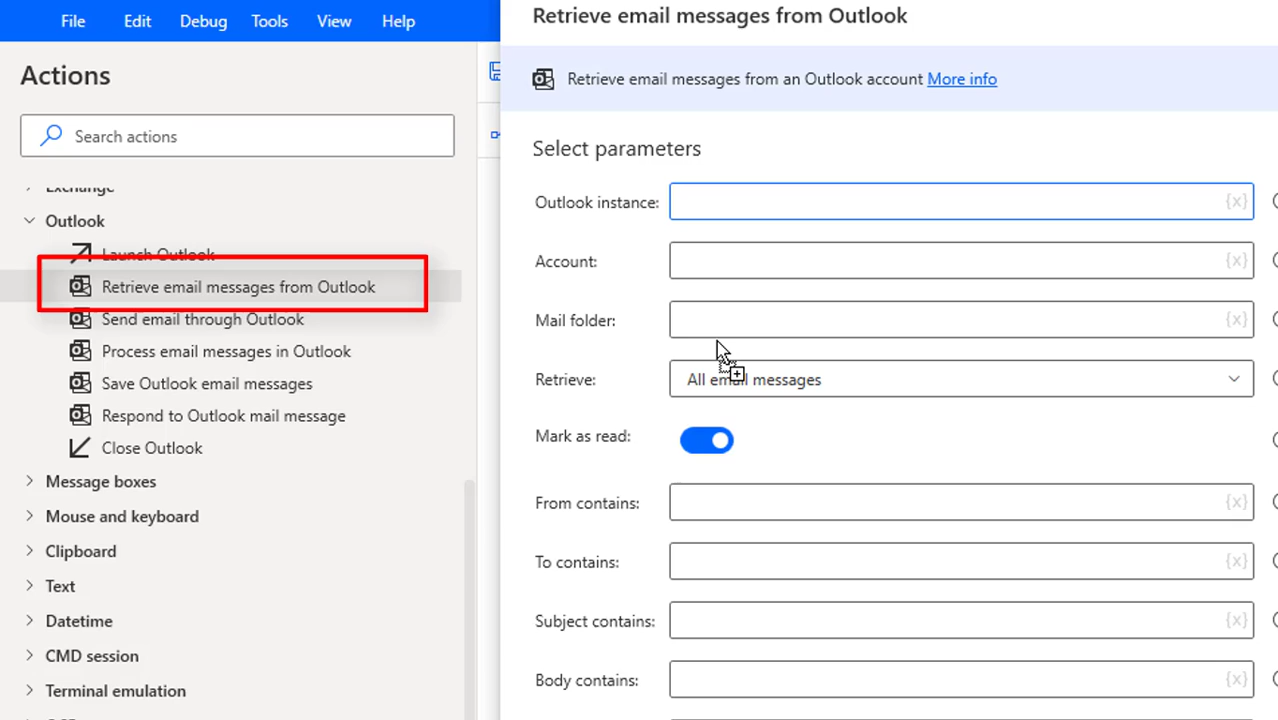 File Edit Debug Tools View Help
Actions
Search actions
Exchange
Outlook
Launch Outlook
Retrieve email messages from Outlook
Send email through Outlook
Process email messages in Outlook
Save Outlook email messages
Respond to Outlook mail message
Close Outlook
Message boxes
Mouse and keyboard
Clipboard
Text
Datetime
CMD session
Terminal emulation
Retrieve email messages from Outlook
Retrieve email messages from an Outlook account More info
Select parameters
Outlook instance: {x}
Account: {x}
Mail folder: {x}
Retrieve: All email messages
Mark as read:
From contains: {x}
To contains: {x}
Subject contains: {x}
Body contains: {x}